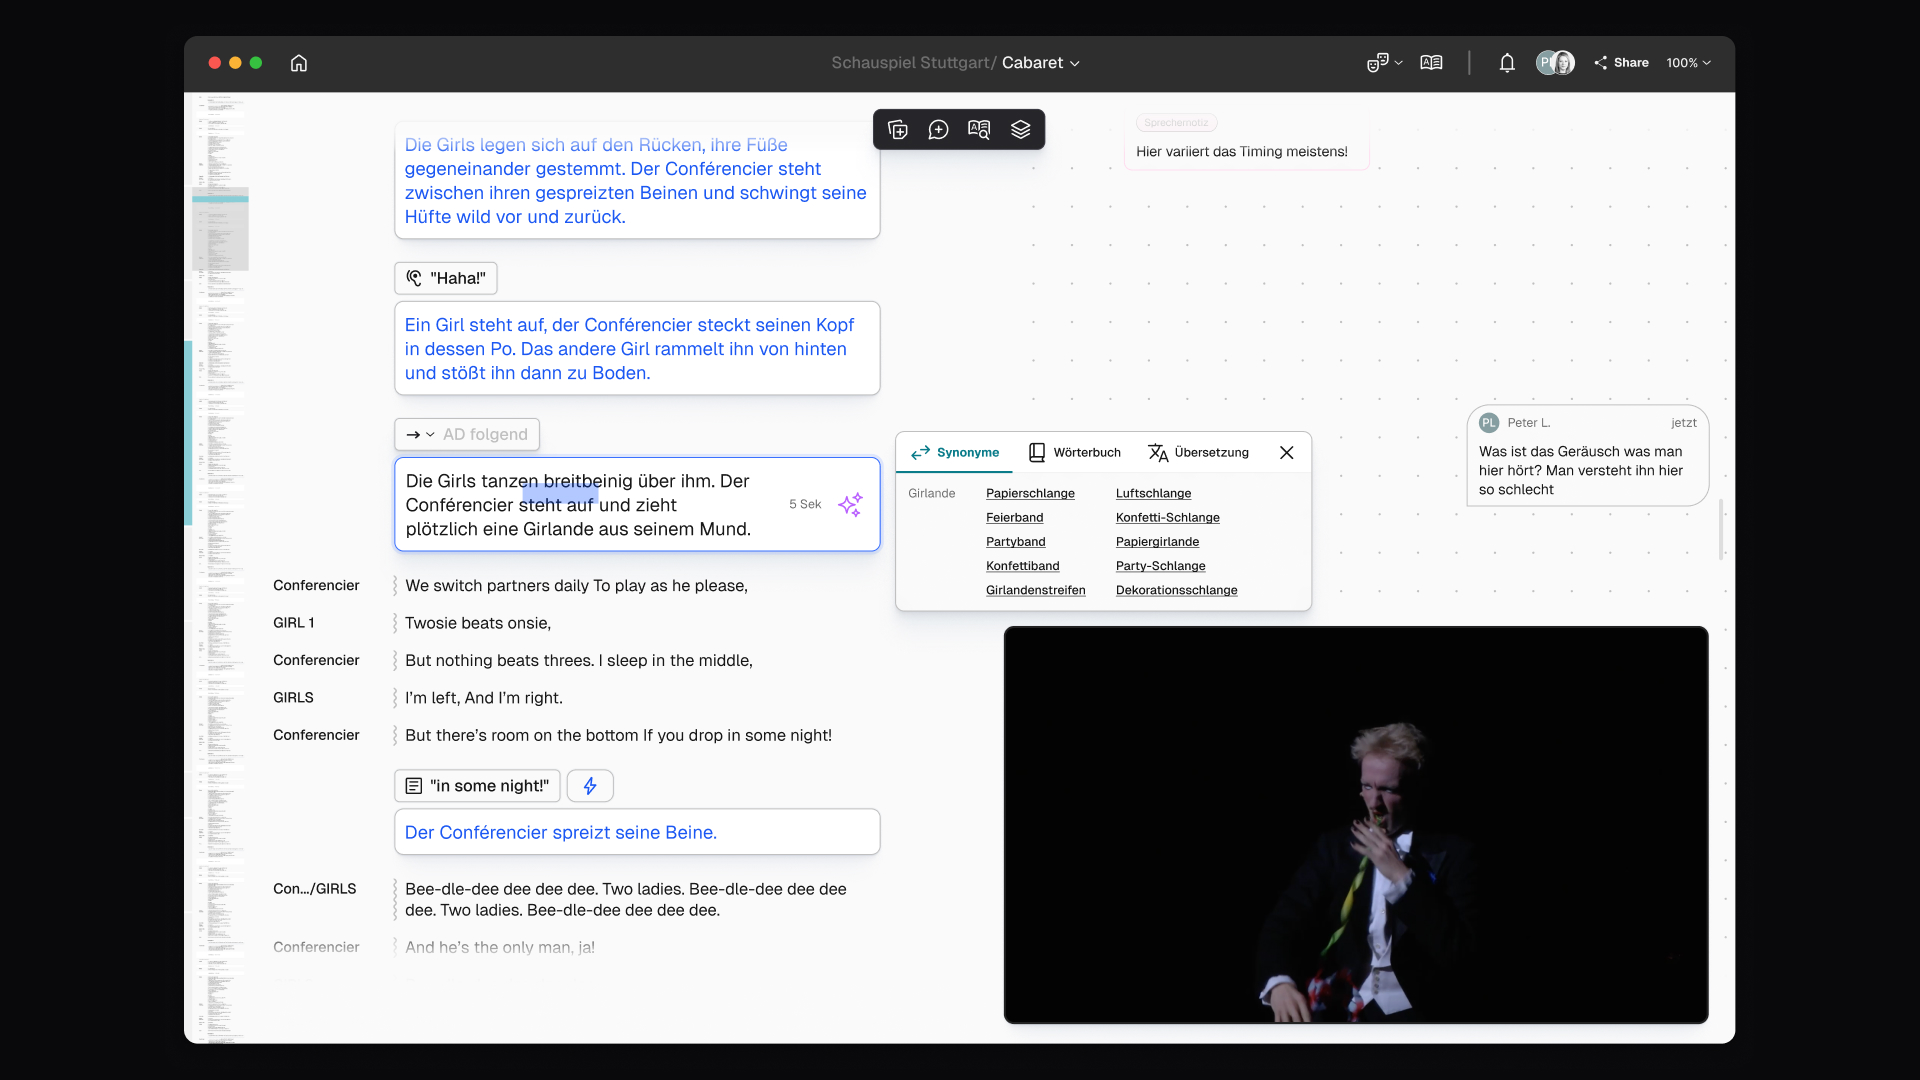 Schauspiel Stuttgart/ Cabaret
Share
100%
Sprechernotiz
Hier variiert das Timing meistens!
Die Girls legen sich auf den Rücken, ihre Füße
gegeneinander gestemmt. Der Conférencier steht
zwischen ihren gespreizten Beinen und schwingt seine
Hüfte wild vor und zurück.
"Haha!"
Ein Girl steht auf, der Conférencier steckt seinen Kopf
in dessen Po. Das andere Girl rammelt ihn von hinten
und stößt ihn dann zu Boden.
AD folgend
Die Girls tanzen breitbeinig über ihm. Der
Conférencier steht auf und zieht
plötzlich eine Girlande aus seinem Mund.
5 Sek
Synonyme
Wörterbuch
Übersetzung
Girlande
Papierschlange
Luftschlange
Feierband
Konfetti-Schlange
Partyband
Papiergirlande
Konfettiband
Party-Schlange
Girlandenstreifen
Dekorationsschlange
PL
Peter L.
jetzt
Was ist das Geräusch was man
hier hört? Man versteht ihn hier
so schlecht
Conferencier
We switch partners daily To play as he please,
GIRL 1
Twosie beats onsie,
Conferencier
But nothing beats threes. I sleep in the middle,
GIRLS
I'm left, And I'm right.
Conferencier
But there's room on the bottom If you drop in some night!
"in some night!"
Der Conférencier spreizt seine Beine.
Con.../GIRLS
Bee-dle-dee dee dee dee. Two ladies. Bee-dle-dee dee dee
dee. Two ladies. Bee-dle-dee dee dee dee.
Conferencier
And he's the only man, ja!